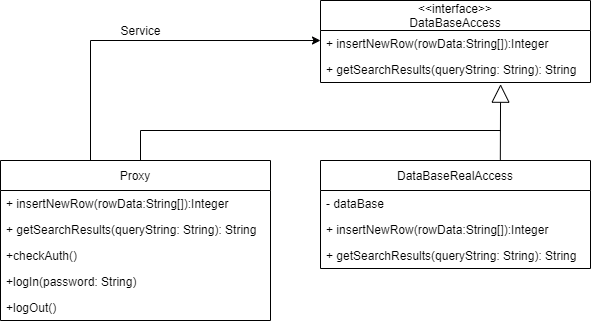 <<interface>>
DataBaseAccess
+ insertNewRow(rowData:String[]):Integer
+ getSearchResults(queryString: String): String
Service
Proxy
+ insertNewRow(rowData:String[]):Integer
+ getSearchResults(queryString: String): String
+checkAuth()
+logIn(password: String)
+logOut()
DataBaseRealAccess
- dataBase
+ insertNewRow(rowData:String[]):Integer
+ getSearchResults(queryString: String): String